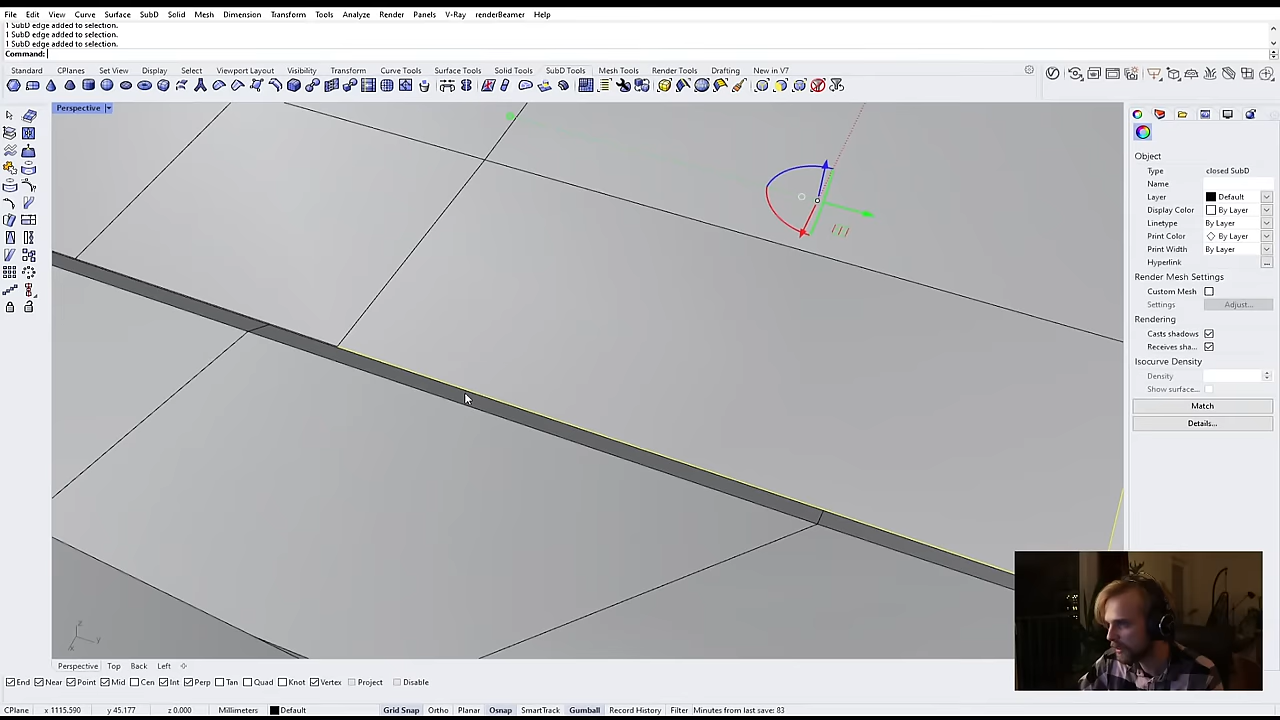 File Edit View Curve Surface SubD Solid Mesh Dimension Transform Tools Analyze Render Panels V-Ray renderBeamer Help
1 SubD edge added to selection.
1 SubD edge added to selection.
1 SubD edge added to selection.
Command:
Standard CPlanes Set View Display Select Viewport Layout Visibility Transform Curve Tools Surface Tools Solid Tools SubD Tools Mesh Tools Render Tools Drafting New in V7
Perspective
Object
Type closed SubD
Name
Layer Default
Display Color By Layer
Linetype By Layer
Print Color By Layer
Print Width By Layer
Hyperlink ...
Render Mesh Settings
Custom Mesh
Settings Adjust...
Rendering
Casts shadows
Receives sha...
Isocurve Density
Density
Show surface...
Match
Details...
z
y
x
Perspective Top Back Left
End Near Point Mid Cen Int Perp Tan Quad Knot Vertex Project Disable
CPlane x 1115.590 y 45.177 z 0.000 Millimeters Default Grid Snap Ortho Planar Osnap SmartTrack Gumball Record History Filter Minutes from last save: 83